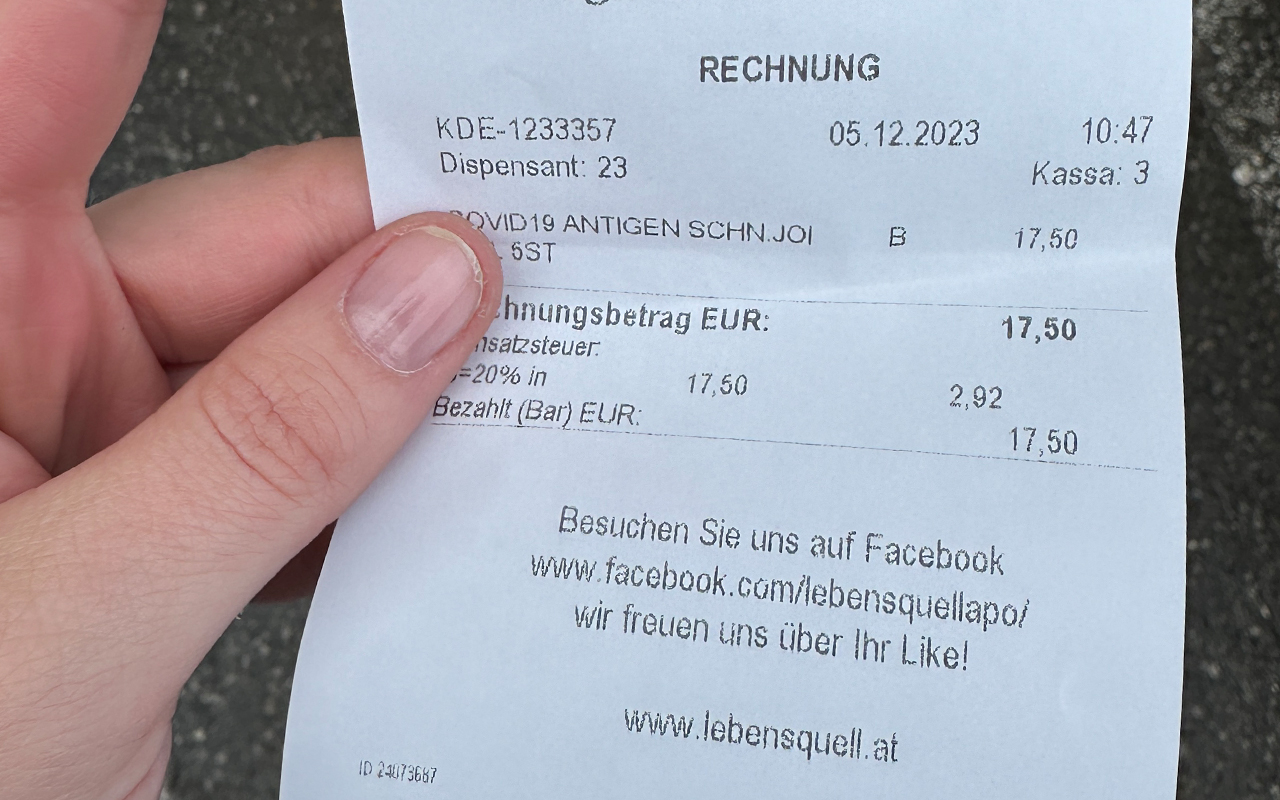 RECHNUNG
KDE-1233357 05.12.2023 10:47
Dispensant: 23 Kassa: 3
COVID19 ANTIGEN SCHN.JOI B 17,50
5ST
chnungsbetrag EUR: 17,50
nsatzsteuer:
=20% in 17,50 2,92
Bezahlt (Bar) EUR: 17,50
Besuchen Sie uns auf Facebook
www.facebook.com/lebensquellapo/
wir freuen uns über Ihr Like!
www.lebensquell.at
ID 24073687